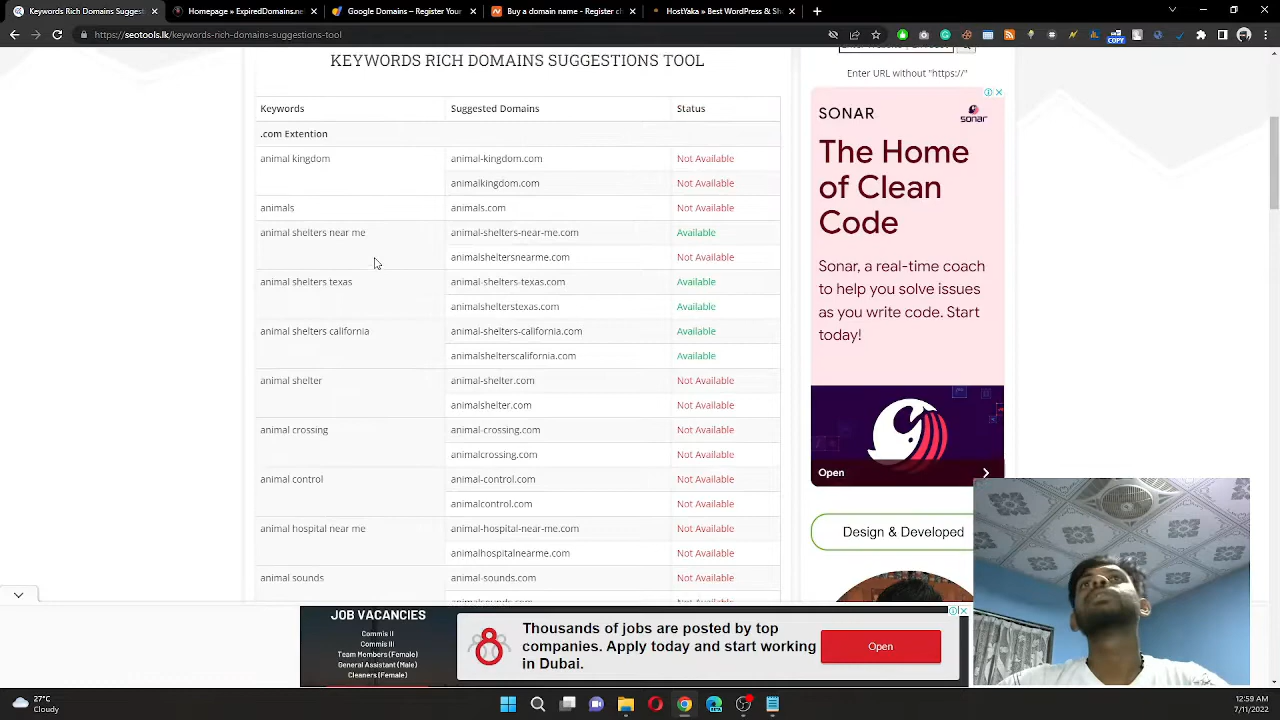 Keywords Rich Domains Suggest
Homepage » ExpiredDomains.ne
Google Domains – Register Your
Buy a domain name - Register ch
HostYaka » Best WordPress & Sha
https://seotools.lk/keywords-rich-domains-suggestions-tool
COPY
KEYWORDS RICH DOMAINS SUGGESTIONS TOOL
Keywords Suggested Domains Status
.com Extention
animal kingdom animal-kingdom.com Not Available
animalkingdom.com Not Available
animals animals.com Not Available
animal shelters near me animal-shelters-near-me.com Available
animalsheltersnearme.com Not Available
animal shelters texas animal-shelters-texas.com Available
animalshelterstexas.com Available
animal shelters california animal-shelters-california.com Available
animalshelterscalifornia.com Available
animal shelter animal-shelter.com Not Available
animalshelter.com Not Available
animal crossing animal-crossing.com Not Available
animalcrossing.com Not Available
animal control animal-control.com Not Available
animalcontrol.com Not Available
animal hospital near me animal-hospital-near-me.com Not Available
animalhospitalnearme.com Not Available
animal sounds animal-sounds.com Not Available
Enter URL without "https://"
SONAR
sonar
The Home
of Clean
Code
Sonar, a real-time coach
to help you solve issues
as you write code. Start
today!
Open
Design & Developed
JOB VACANCIES
Commis II
Commis III
Team Members (Female)
General Assistant (Male)
Cleaners (Female)
Thousands of jobs are posted by top
companies. Apply today and start working
in Dubai.
Open
27°C
Cloudy
12:59 AM
7/11/2022